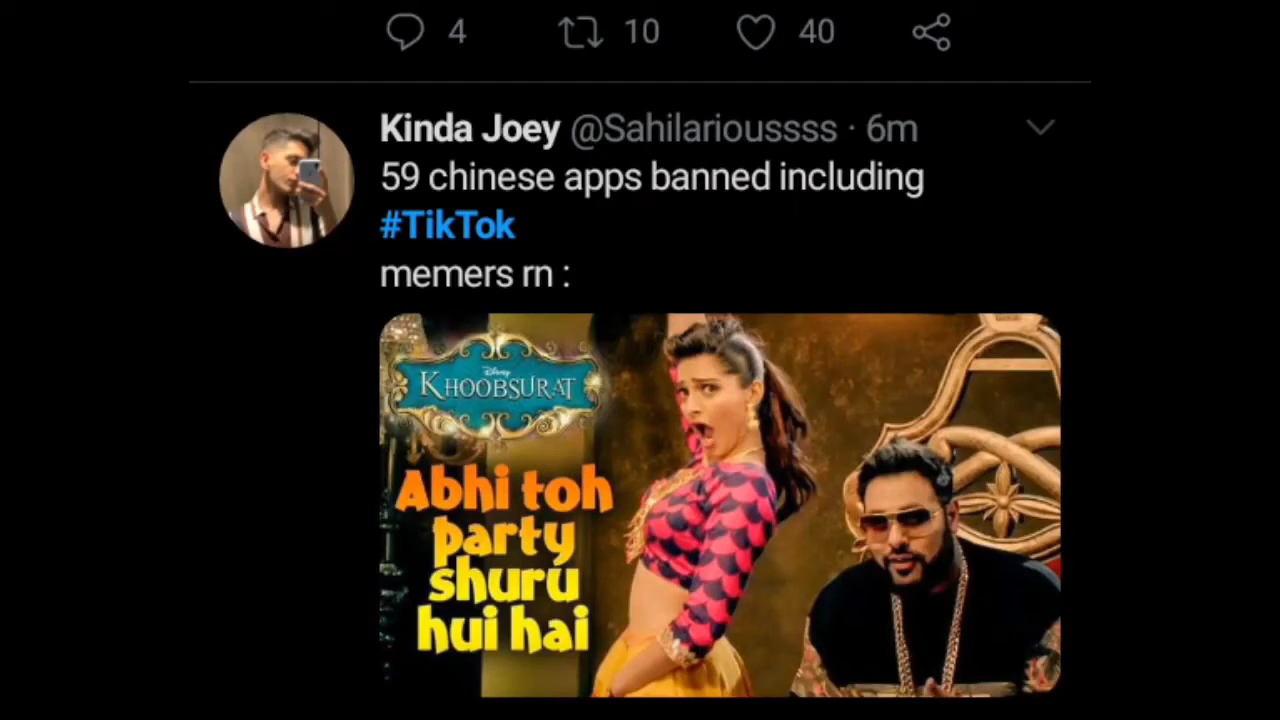 4 10 40
Kinda Joey @Sahilarioussss · 6m
59 chinese apps banned including
#TikTok
memers rn :
Disney
KHOOBSURAT
Abhi toh
party
shuru
hui hai